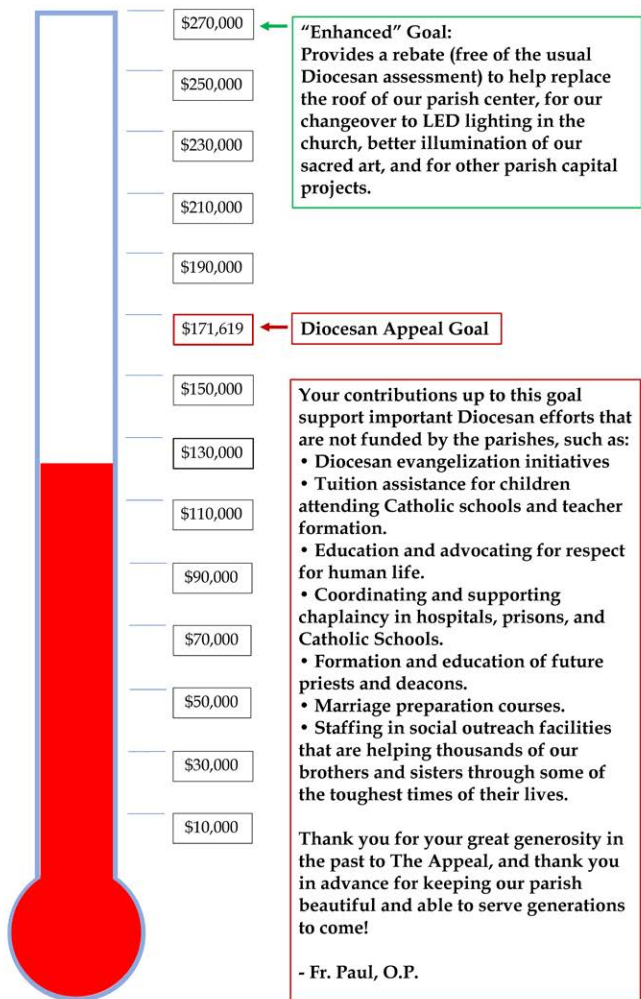 $270,000
“Enhanced” Goal:
Provides a rebate (free of the usual
Diocesan assessment) to help replace
the roof of our parish center, for our
changeover to LED lighting in the
church, better illumination of our
sacred art, and for other parish capital
projects.
$250,000
$230,000
$210,000
$190,000
$171,619
Diocesan Appeal Goal
$150,000
$130,000
$110,000
$90,000
$70,000
$50,000
$30,000
$10,000
Your contributions up to this goal
support important Diocesan efforts that
are not funded by the parishes, such as:
• Diocesan evangelization initiatives
• Tuition assistance for children
attending Catholic schools and teacher
formation.
• Education and advocating for respect
for human life.
• Coordinating and supporting
chaplaincy in hospitals, prisons, and
Catholic Schools.
• Formation and education of future
priests and deacons.
• Marriage preparation courses.
• Staffing in social outreach facilities
that are helping thousands of our
brothers and sisters through some of
the toughest times of their lives.
Thank you for your great generosity in
the past to The Appeal, and thank you
in advance for keeping our parish
beautiful and able to serve generations
to come!
- Fr. Paul, O.P.